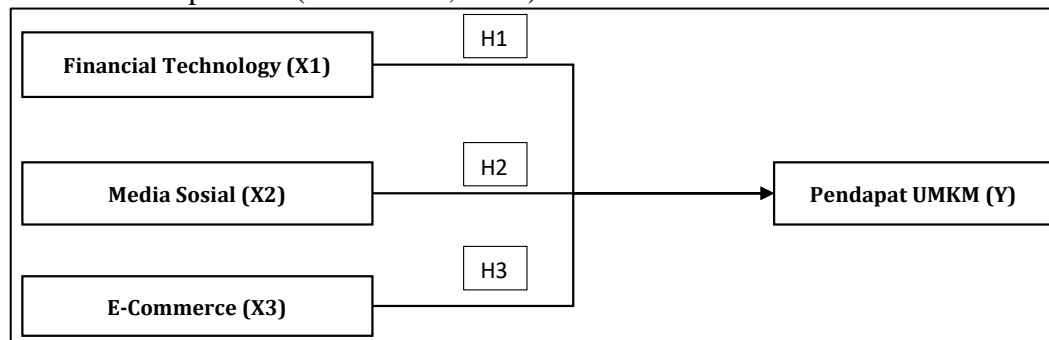 H1
Financial Technology (X1)
H2
Media Sosial (X2)
Pendapat UMKM (Y)
H3
E-Commerce (X3)